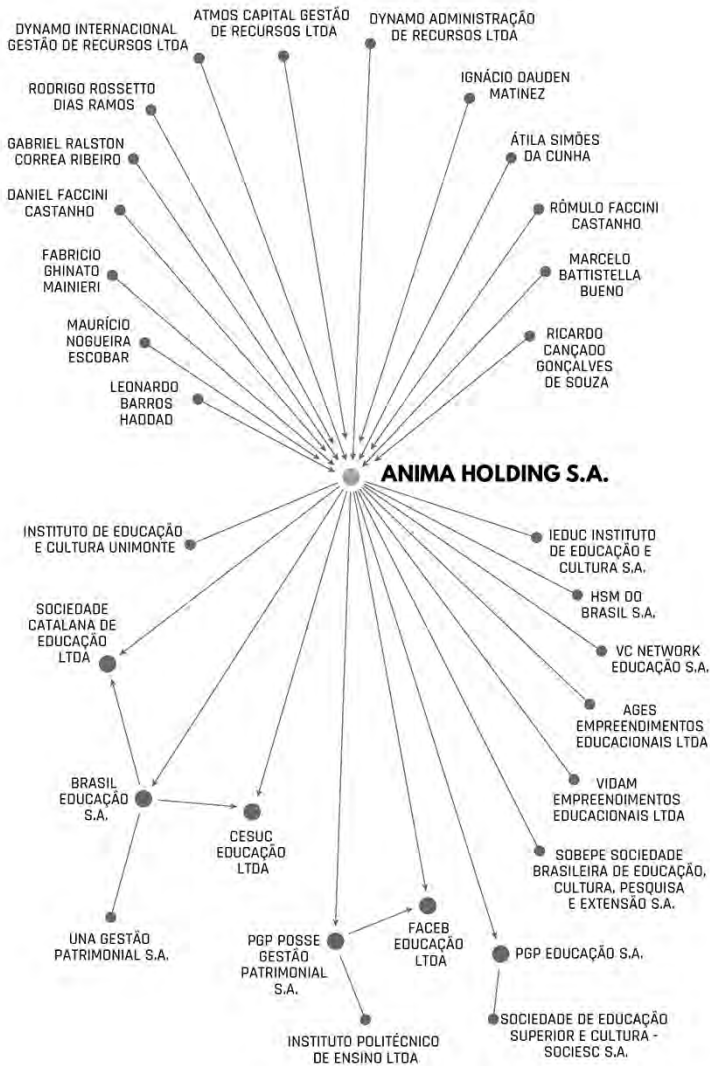 DYNAMO INTERNACIONAL
GESTÃO DE RECURSOS LTDA
ATMOS CAPITAL GESTÃO
DE RECURSOS LTDA
DYNAMO ADMINISTRAÇÃO
DE RECURSOS LTDA
RODRIGO ROSSETTO
DIAS RAMOS
IGNÁCIO DAUDEN
MATINEZ
GABRIEL RALSTON
CORREA RIBEIRO
ÁTILA SIMÕES
DA CUNHA
DANIEL FACCINI
CASTANHO
RÔMULO FACCINI
CASTANHO
FABRICIO
GHINATO
MAINIERI
MARCELO
BATTISTELLA
BUENO
MAURÍCIO
NOGUEIRA
ESCOBAR
RICARDO
CANÇADO
GONÇALVES
DE SOUZA
LEONARDO
BARROS
HADDAD
ANIMA HOLDING S.A.
INSTITUTO DE EDUCAÇÃO
E CULTURA UNIMONTE
IEDUC INSTITUTO
DE EDUCAÇÃO E
CULTURA S.A.
HSM DO
BRASIL S.A.
SOCIEDADE
CATALANA DE
EDUCAÇÃO
LTDA
VC NETWORK
EDUCAÇÃO S.A.
AGES
EMPREENDIMENTOS
EDUCACIONAIS LTDA
BRASIL
EDUCAÇÃO
S.A.
VIDAM
EMPREENDIMENTOS
EDUCACIONAIS LTDA
CESUC
EDUCAÇÃO
LTDA
SOBEPE SOCIEDADE
BRASILEIRA DE EDUCAÇÃO,
CULTURA, PESQUISA
E EXTENSÃO S.A.
UNA GESTÃO
PATRIMONIAL S.A.
PGP POSSE
GESTÃO
PATRIMONIAL
S.A.
FACEB
EDUCAÇÃO
LTDA
PGP EDUCAÇÃO S.A.
INSTITUTO POLITÉCNICO
DE ENSINO LTDA
SOCIEDADE DE EDUCAÇÃO
SUPERIOR E CULTURA -
SOCIESC S.A.